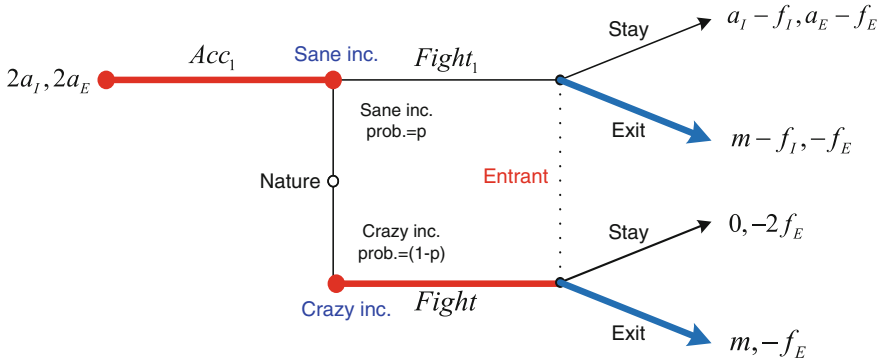 Sane inc.
Acc₁
Fight₁
Stay
a_I − f_I, a_E − f_E
2a_I, 2a_E
Sane inc.
prob.=p
Exit
m − f_I, −f_E
Nature
Entrant
Crazy inc.
prob.=(1-p)
Stay
0, −2f_E
Crazy inc.
Fight
Exit
m, −f_E